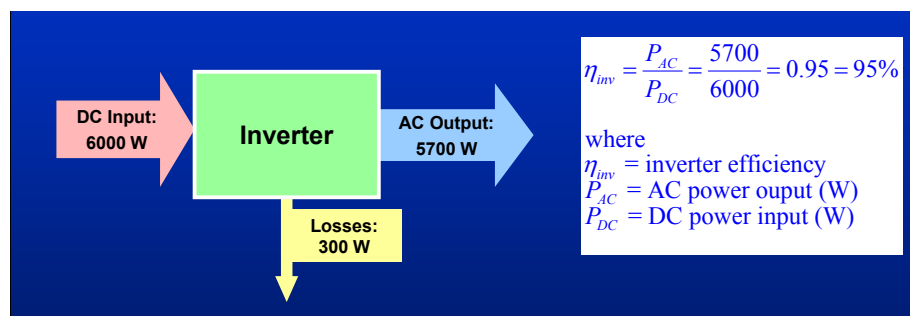 DC Input:
6000 W
Inverter
AC Output:
5700 W
Losses:
300 W
η_inv = P_AC / P_DC = 5700 / 6000 = 0.95 = 95%
where
η_inv = inverter efficiency
P_AC = AC power ouput (W)
P_DC = DC power input (W)